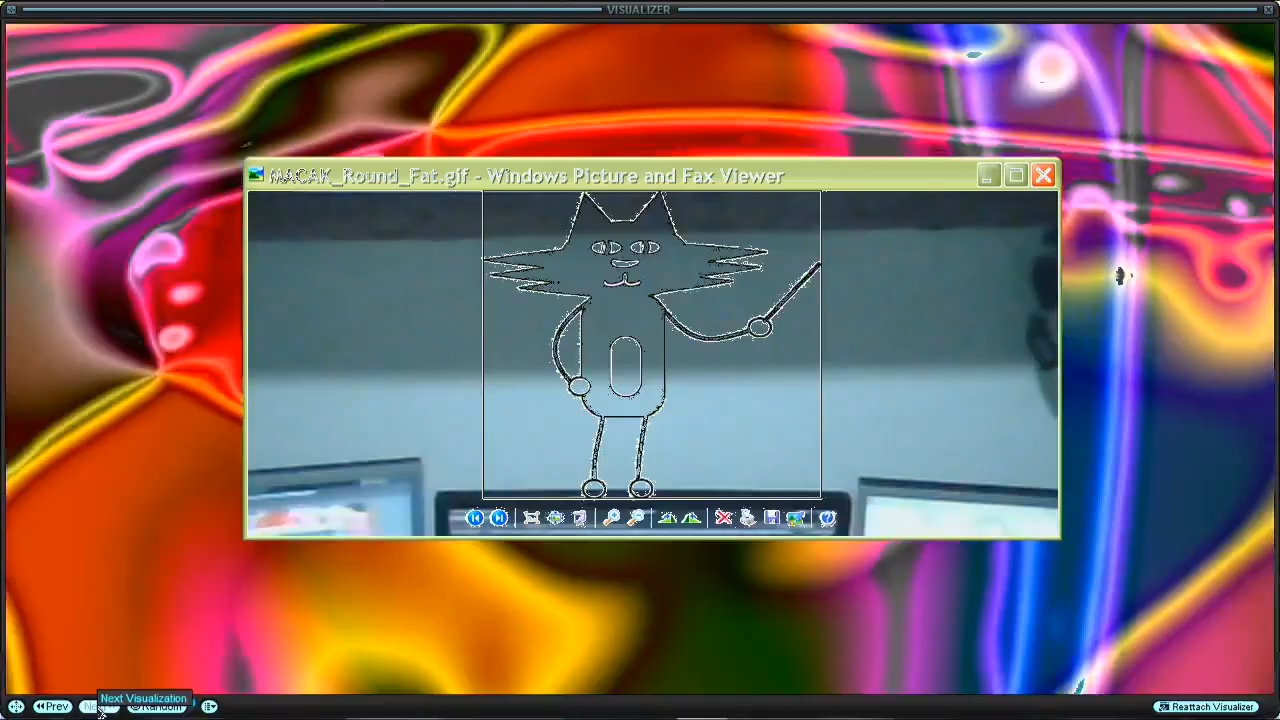 VISUALIZER
MACAK_Round_Fat.gif - Windows Picture and Fax Viewer
Next Visualization
Prev
Random
Reattach Visualizer